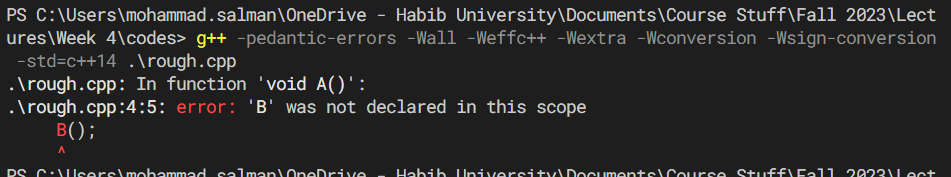 PS C:\Users\mohammad.salman\OneDrive - Habib University\Documents\Course Stuff\Fall 2023\Lect
ures\Week 4\codes> g++ -pedantic-errors -Wall -Weffc++ -Wextra -Wconversion -Wsign-conversion
-std=c++14 .\rough.cpp
.\rough.cpp: In function 'void A()':
.\rough.cpp:4:5: error: 'B' was not declared in this scope
B();
^
PS C:\Users\mohammad.salman\OneDrive - Habib University\Documents\Course Stuff\Fall 2023\Lect